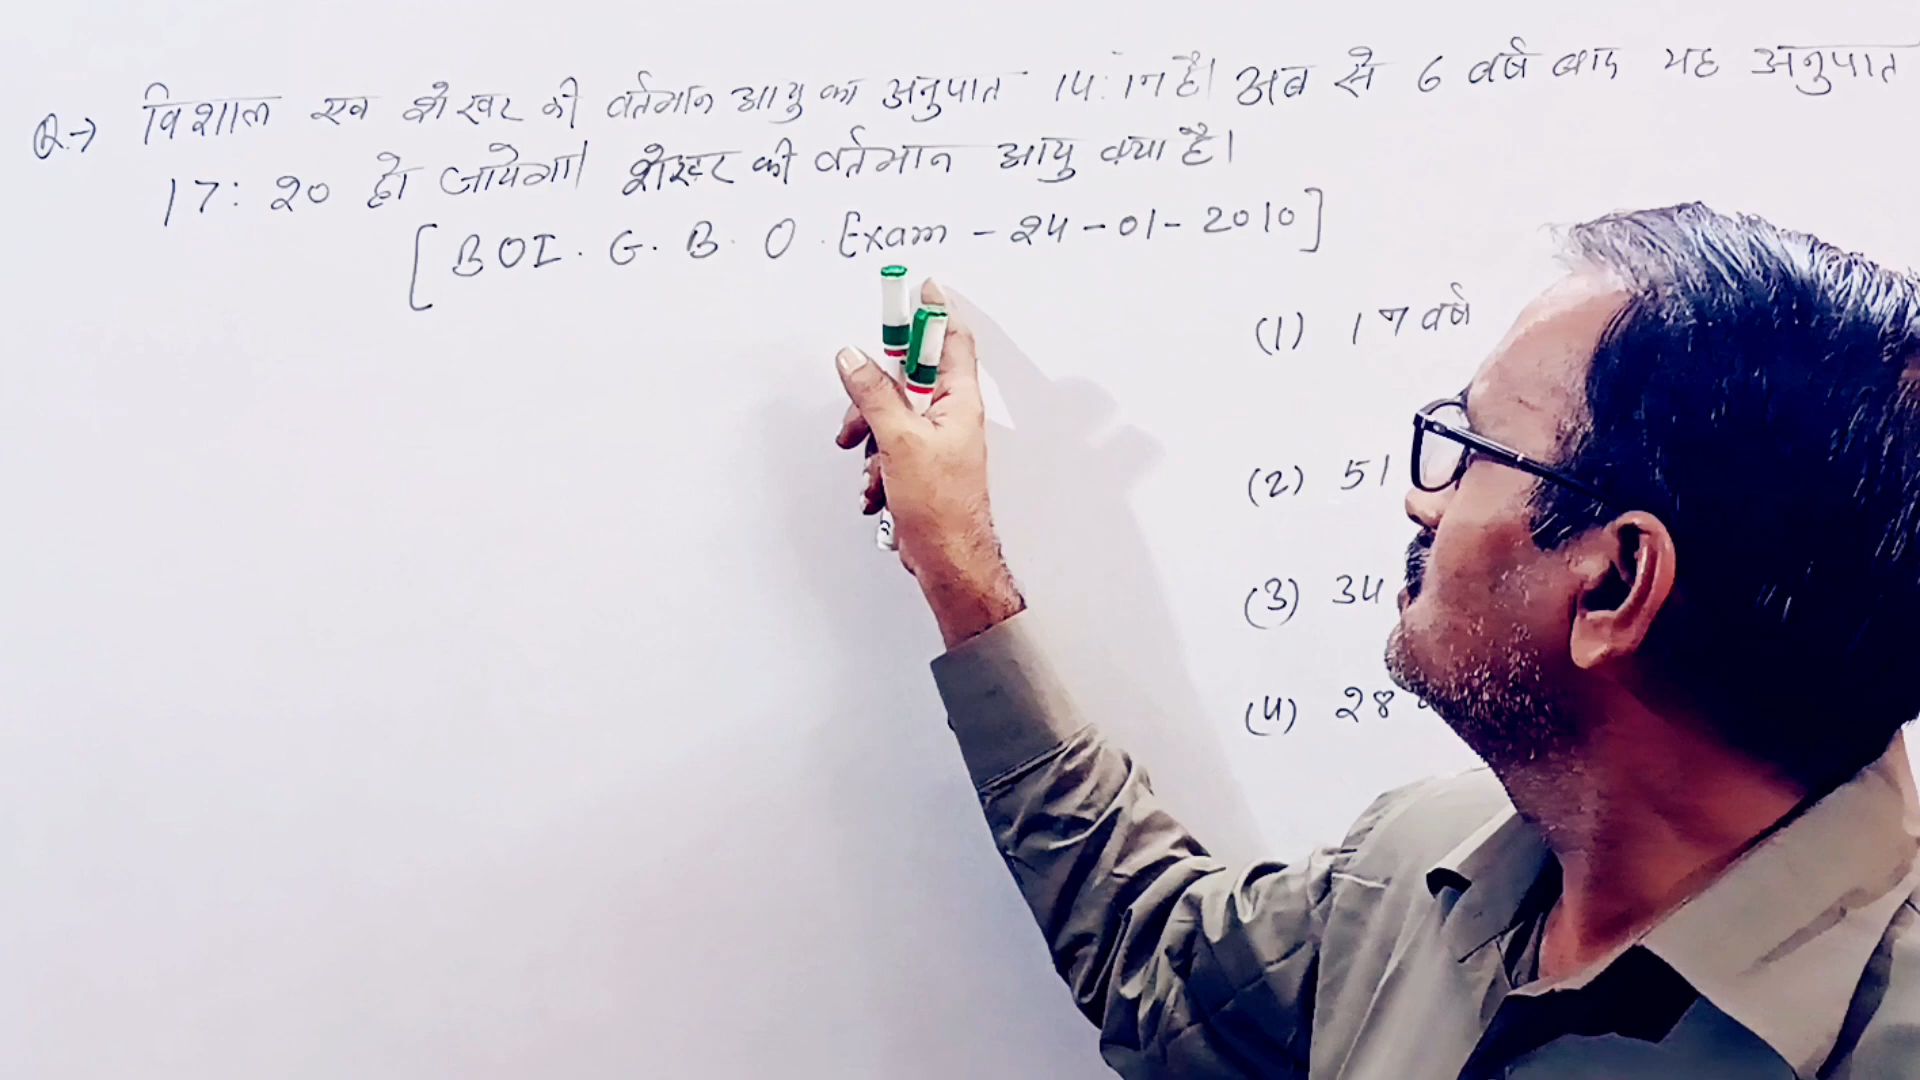 Q.→ विशाल एवं शेखर की वर्तमान आयु का अनुपात 14:17 है। अब से 6 वर्ष बाद यह अनुपात
17:20 हो जायेगा। शेखर की वर्तमान आयु क्या है।
[BOI. G. B. O. Exam - 24-01-2010]
(1) 17 वर्ष
(2) 51
(3) 34
(4) 28